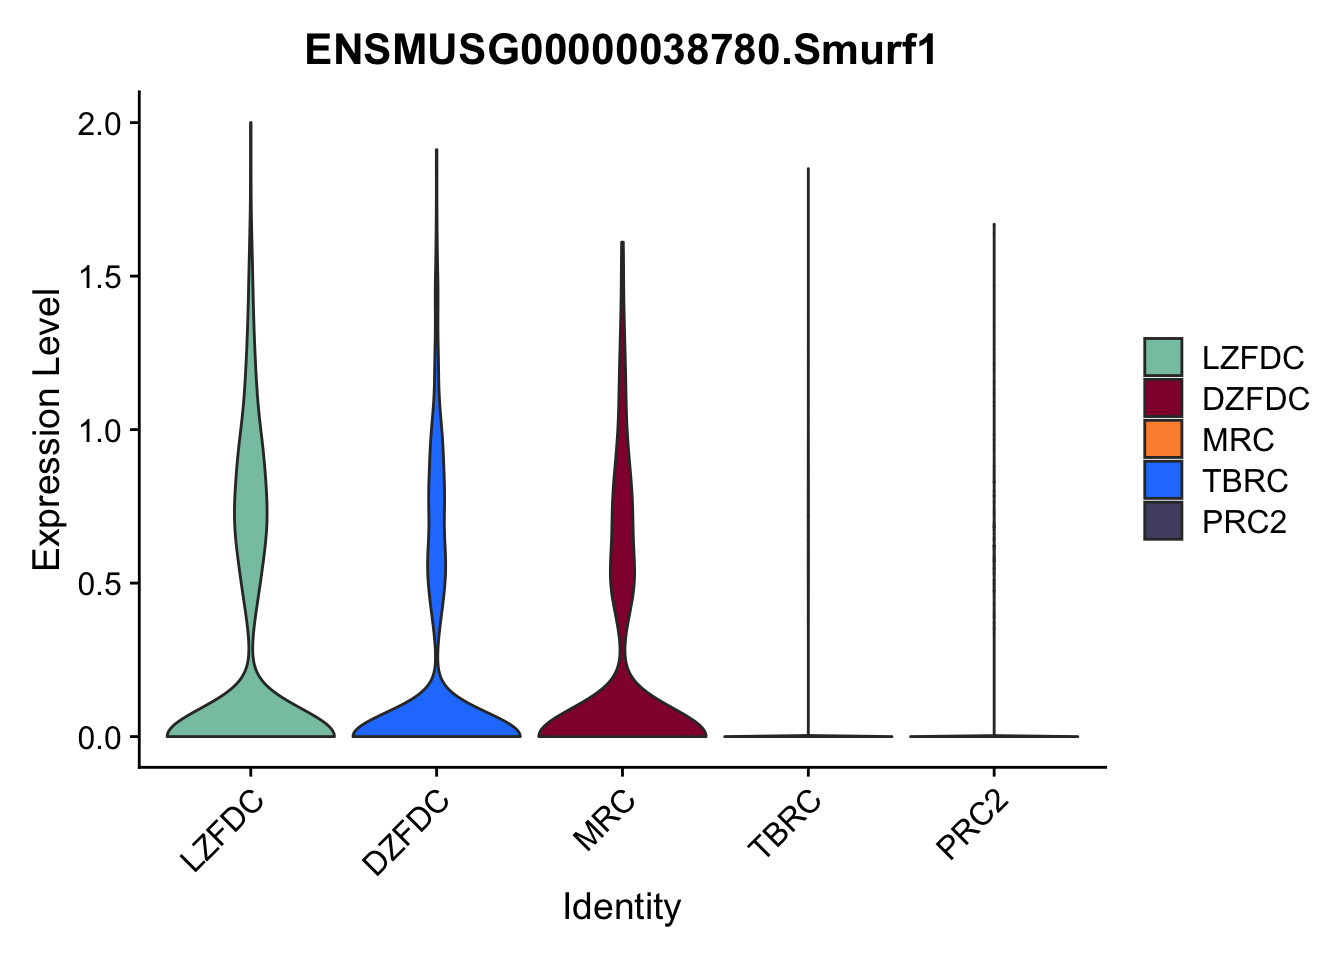 ENSMUSG00000038780.Smurf1
Expression Level
2.0
1.5
1.0
0.5
0.0
LZFDC
DZFDC
MRC
TBRC
PRC2
Identity
LZFDC
DZFDC
MRC
TBRC
PRC2